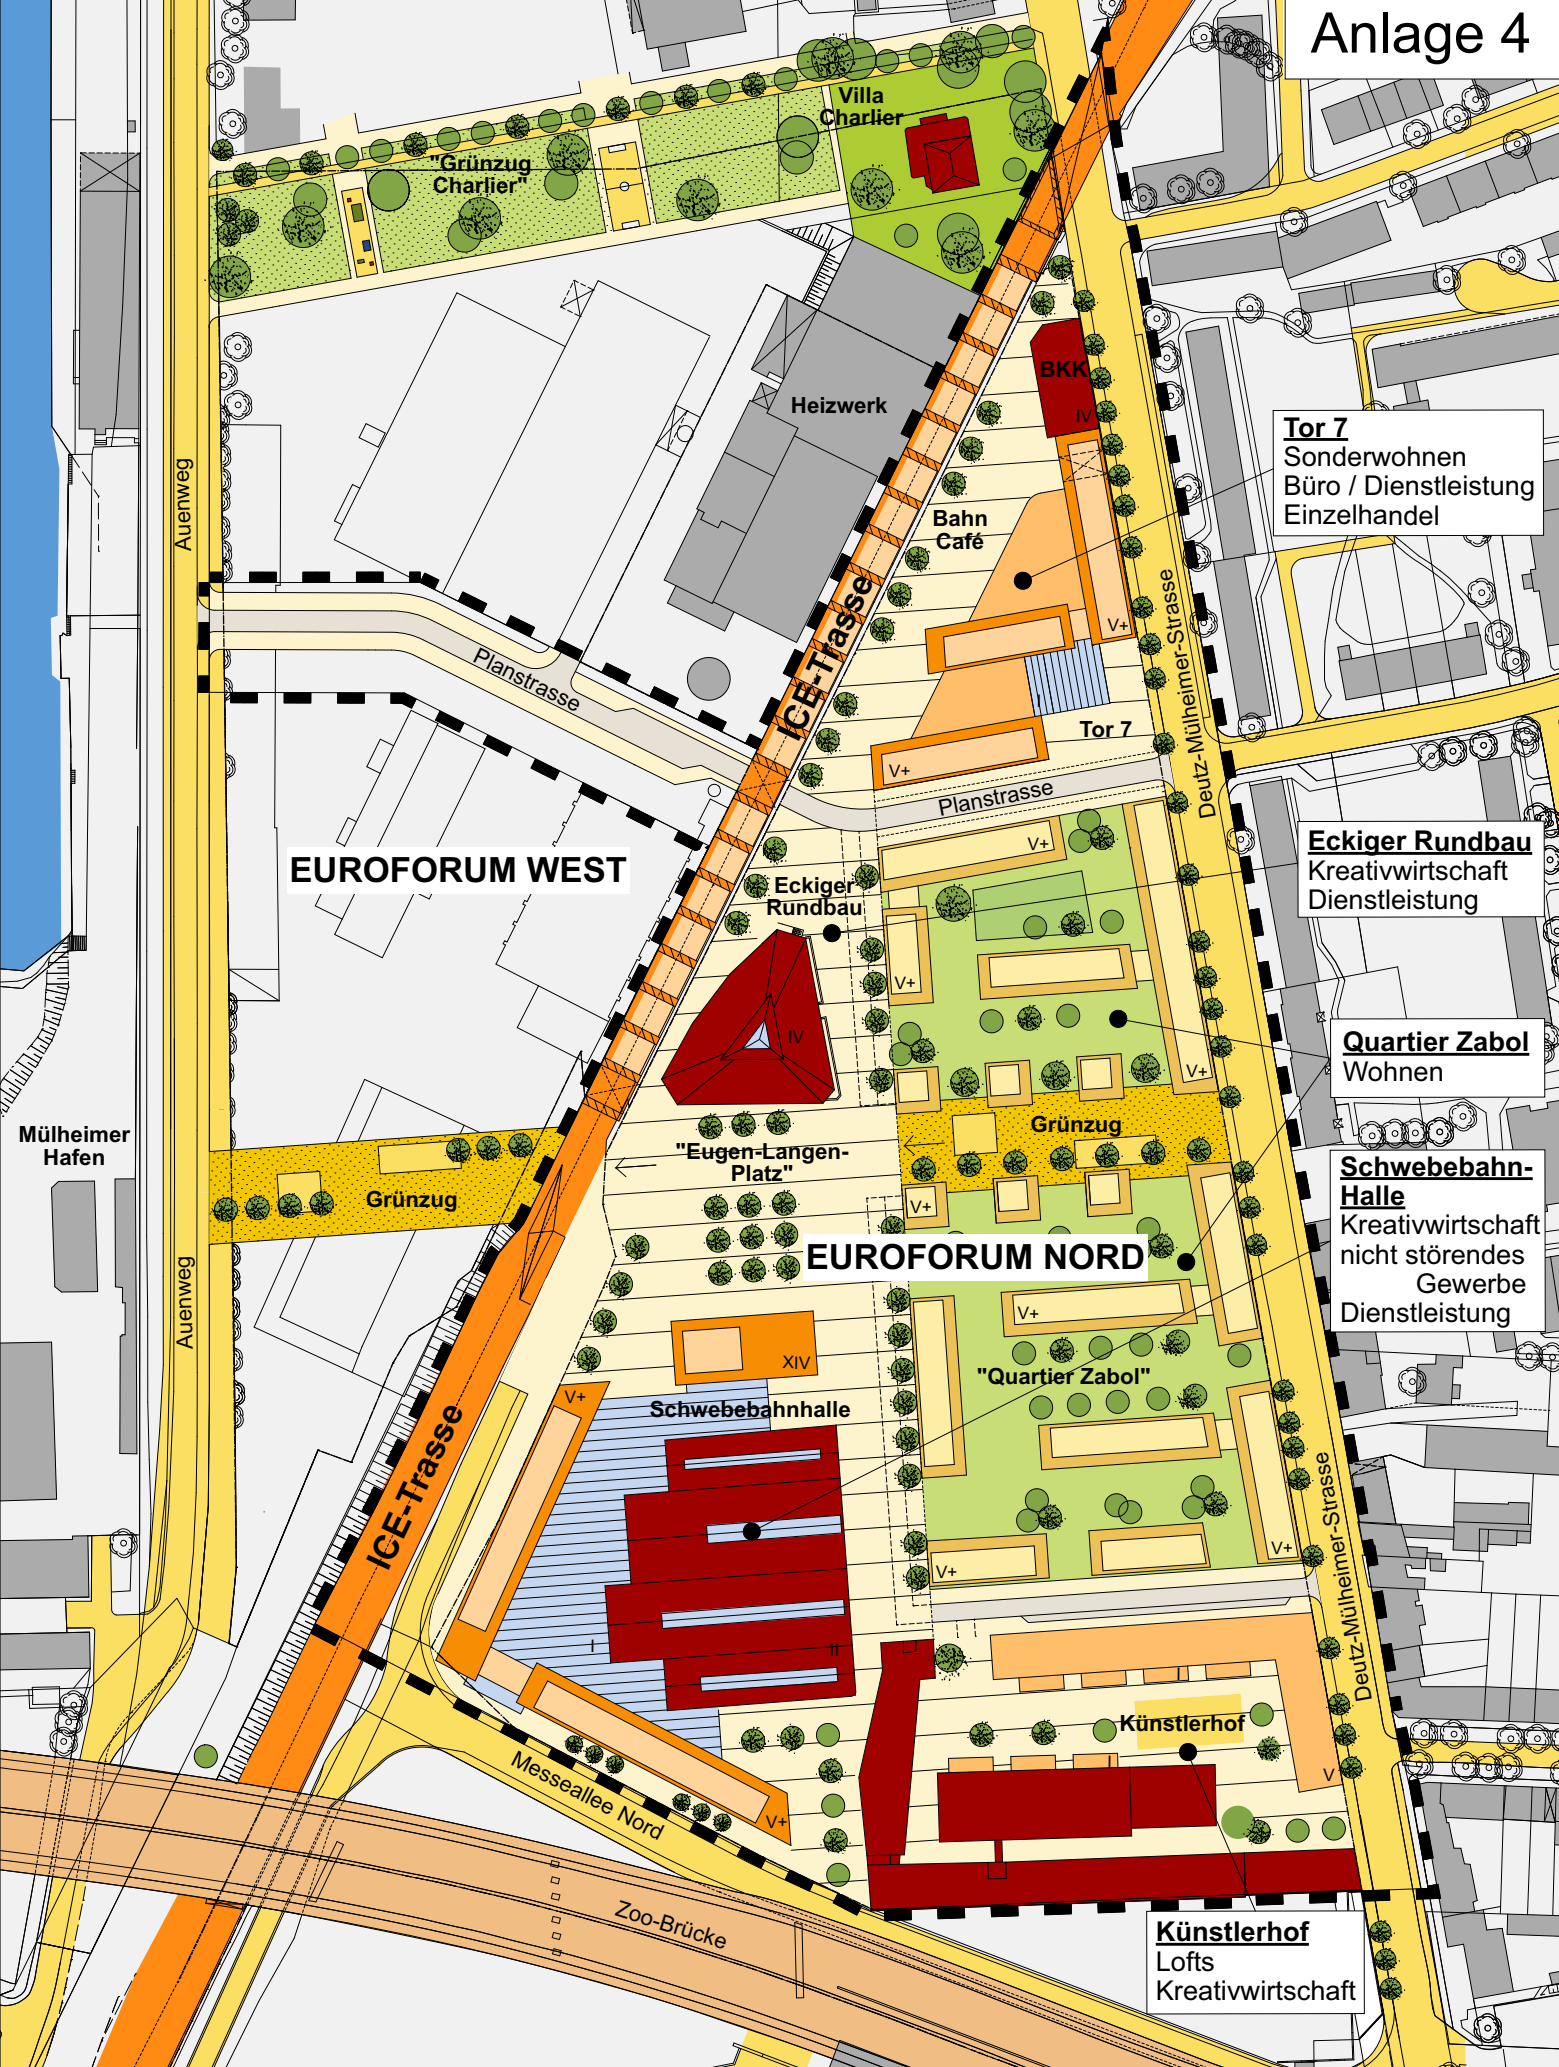 Anlage 4
Villa
Charlier
"Grünzug
Charlier"
BKK
IV
Heizwerk
Tor 7
Sonderwohnen
Büro / Dienstleistung
Einzelhandel
Auenweg
Bahn
Café
ICE-Trasse
Deutz-Mülheimer-Strasse
V+
Planstrasse
I
Tor 7
V+
Planstrasse
EUROFORUM WEST
V+
Eckiger Rundbau
Kreativwirtschaft
Dienstleistung
Eckiger
Rundbau
V+
IV
Quartier Zabol
Wohnen
V+
Mülheimer
Hafen
Grünzug
"Eugen-Langen-
Platz"
Grünzug
V+
Schwebebahn-
Halle
Kreativwirtschaft
nicht störendes
Gewerbe
Dienstleistung
EUROFORUM NORD
Auenweg
V+
XIV
"Quartier Zabol"
V+
Schwebebahnhalle
ICE-Trasse
Deutz-Mülheimer-Strasse
V+
V+
I
II
I
Künstlerhof
I
V
Messeallee Nord
V+
Zoo-Brücke
Künstlerhof
Lofts
Kreativwirtschaft